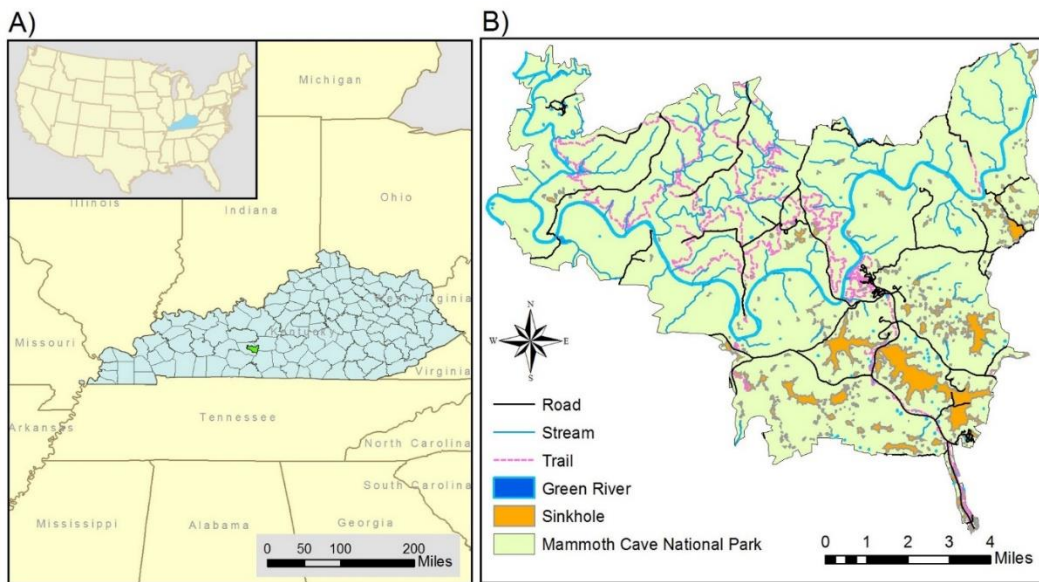 A)
Michigan
Illinois
Indiana
Ohio
West Virginia
Kentucky
Missouri
Virginia
Tennessee
Arkansas
North Carolina
South Carolina
Mississippi
Alabama
Georgia
0 50 100 200
Miles
B)
N
W E
S
Road
Stream
Trail
Green River
Sinkhole
Mammoth Cave National Park
0 1 2 3 4
Miles